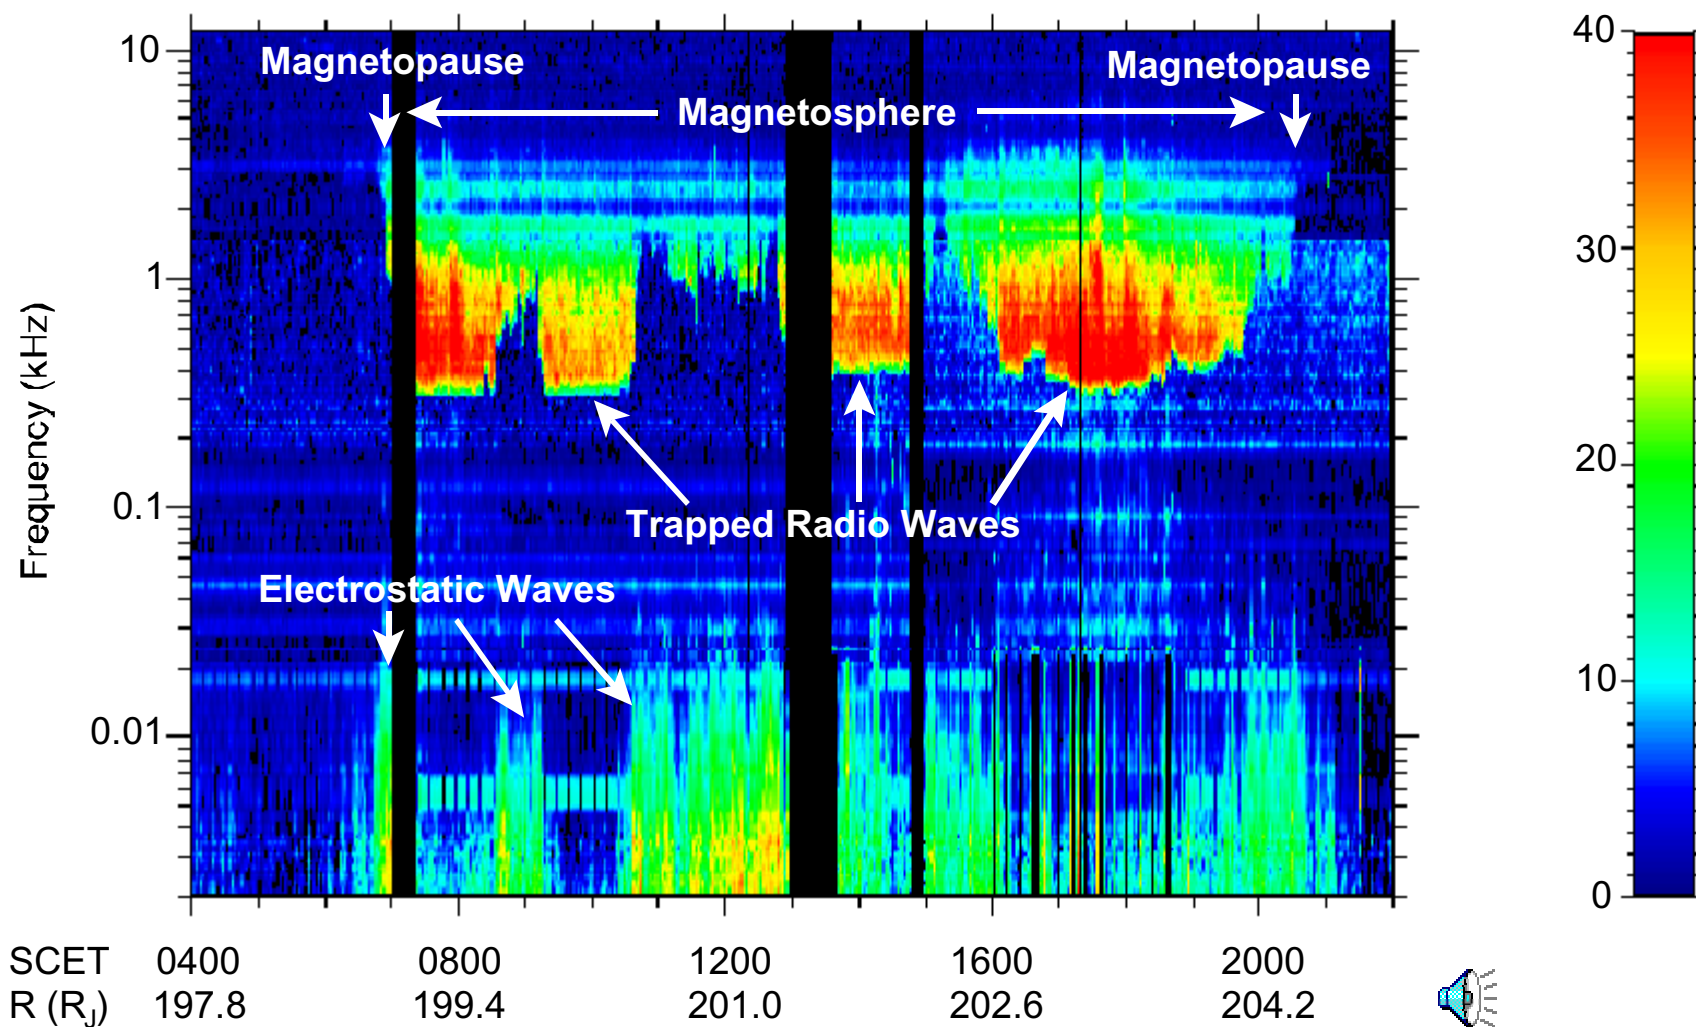 40
10
Magnetopause
Magnetopause
Magnetosphere
30
1
Frequency (kHz)
20
0.1
Trapped Radio Waves
Electrostatic Waves
10
0.01
0
SCET 0400 0800 1200 1600 2000
R (RJ) 197.8 199.4 201.0 202.6 204.2